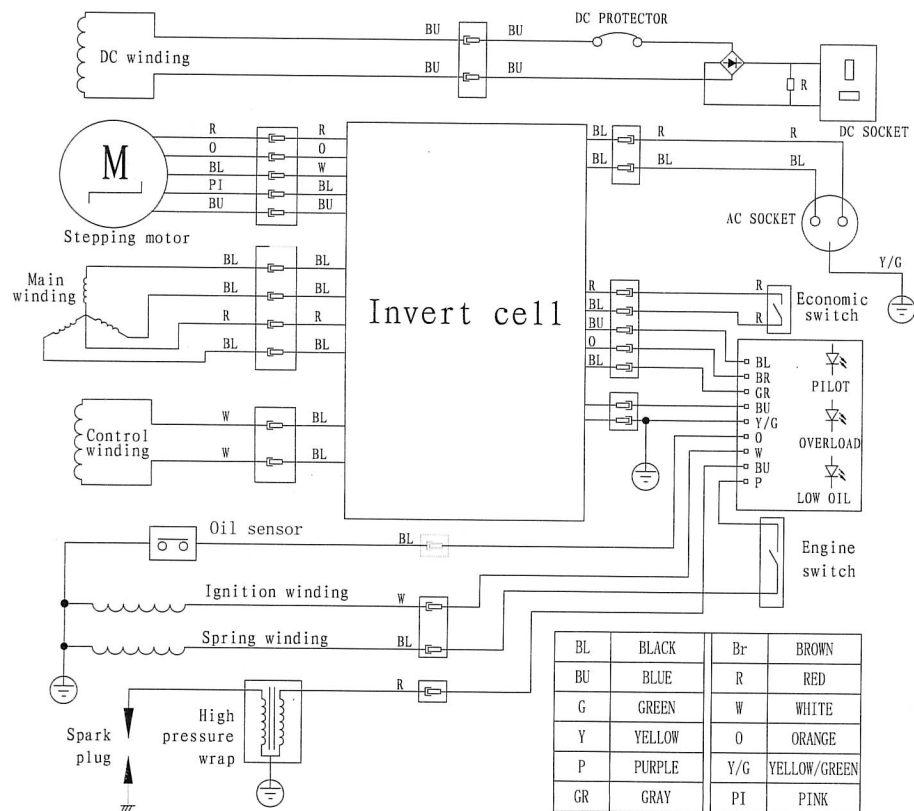 DC PROTECTOR
BU BU
DC winding
BU BU
R
DC SOCKET
R R
O O
BL W
PI BL
BU BU
M
Stepping motor
BL R R
BL BL BL
AC SOCKET
Y/G
Main
winding
BL BL
BL BL
R R
BL BL
Invert cell
R R
BL
BU R
O
BL
Economic
switch
BL
BR
GR
BU
Y/G
O
W
BU
P
PILOT
OVERLOAD
LOW OIL
Control
winding
W BL
W BL
Oil sensor
BL
Engine
switch
Ignition winding
W
Spring winding
BL
R
Spark
plug
High
pressure
wrap
BL BLACK Br BROWN
BU BLUE R RED
G GREEN W WHITE
Y YELLOW O ORANGE
P PURPLE Y/G YELLOW/GREEN
GR GRAY PI PINK